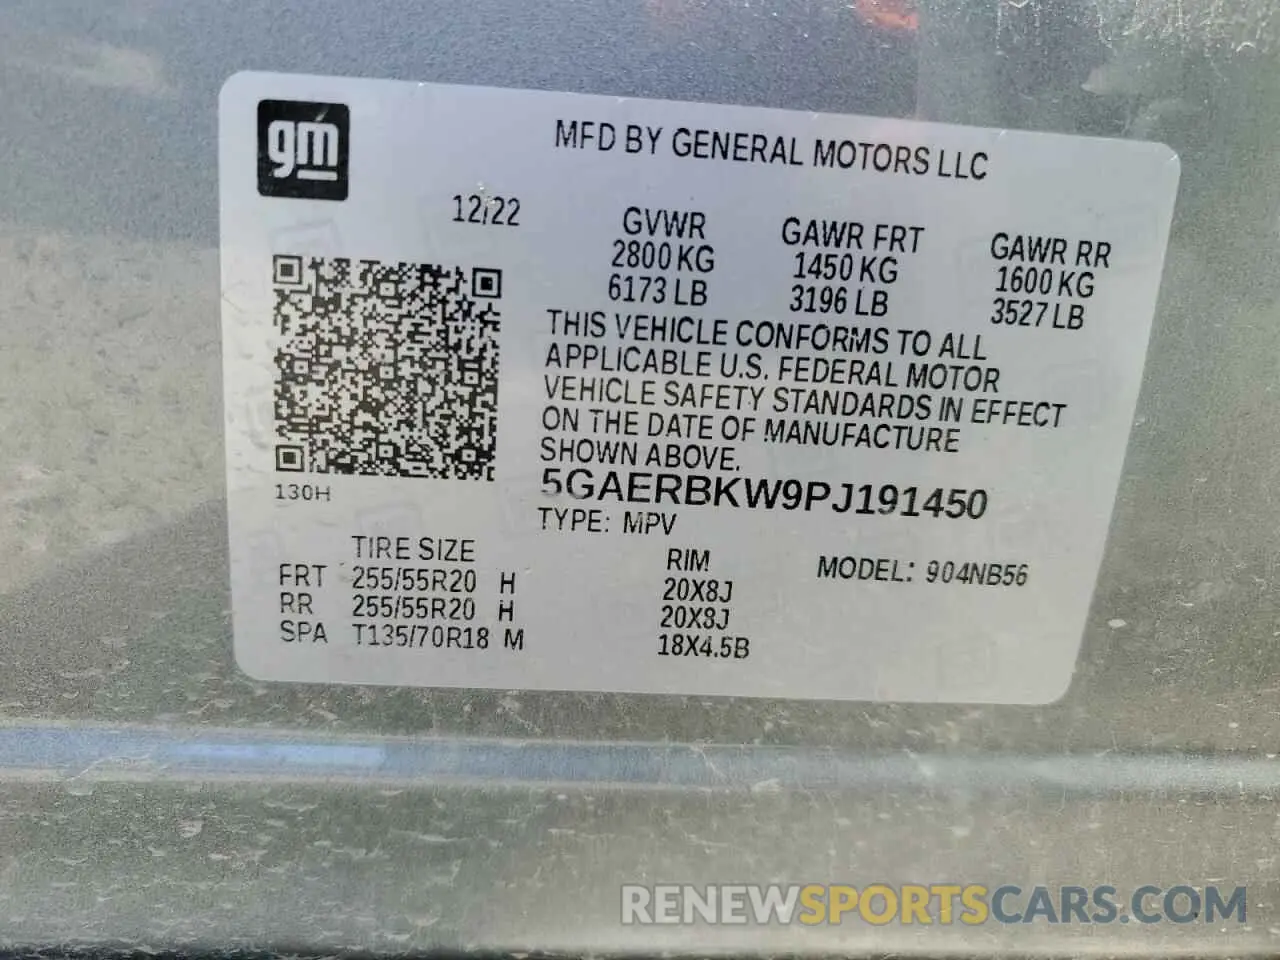 gm
MFD BY GENERAL MOTORS LLC
12/22
GVWR GAWR FRT GAWR RR
2800 KG 1450 KG 1600 KG
6173 LB 3196 LB 3527 LB
THIS VEHICLE CONFORMS TO ALL
APPLICABLE U.S. FEDERAL MOTOR
VEHICLE SAFETY STANDARDS IN EFFECT
ON THE DATE OF MANUFACTURE
SHOWN ABOVE.
130H
5GAERBKW9PJ191450
TYPE: MPV
TIRE SIZE RIM MODEL: 904NB56
FRT 255/55R20 H 20X8J
RR 255/55R20 H 20X8J
SPA T135/70R18 M 18X4.5B
RENEWSPORTSCARS.COM